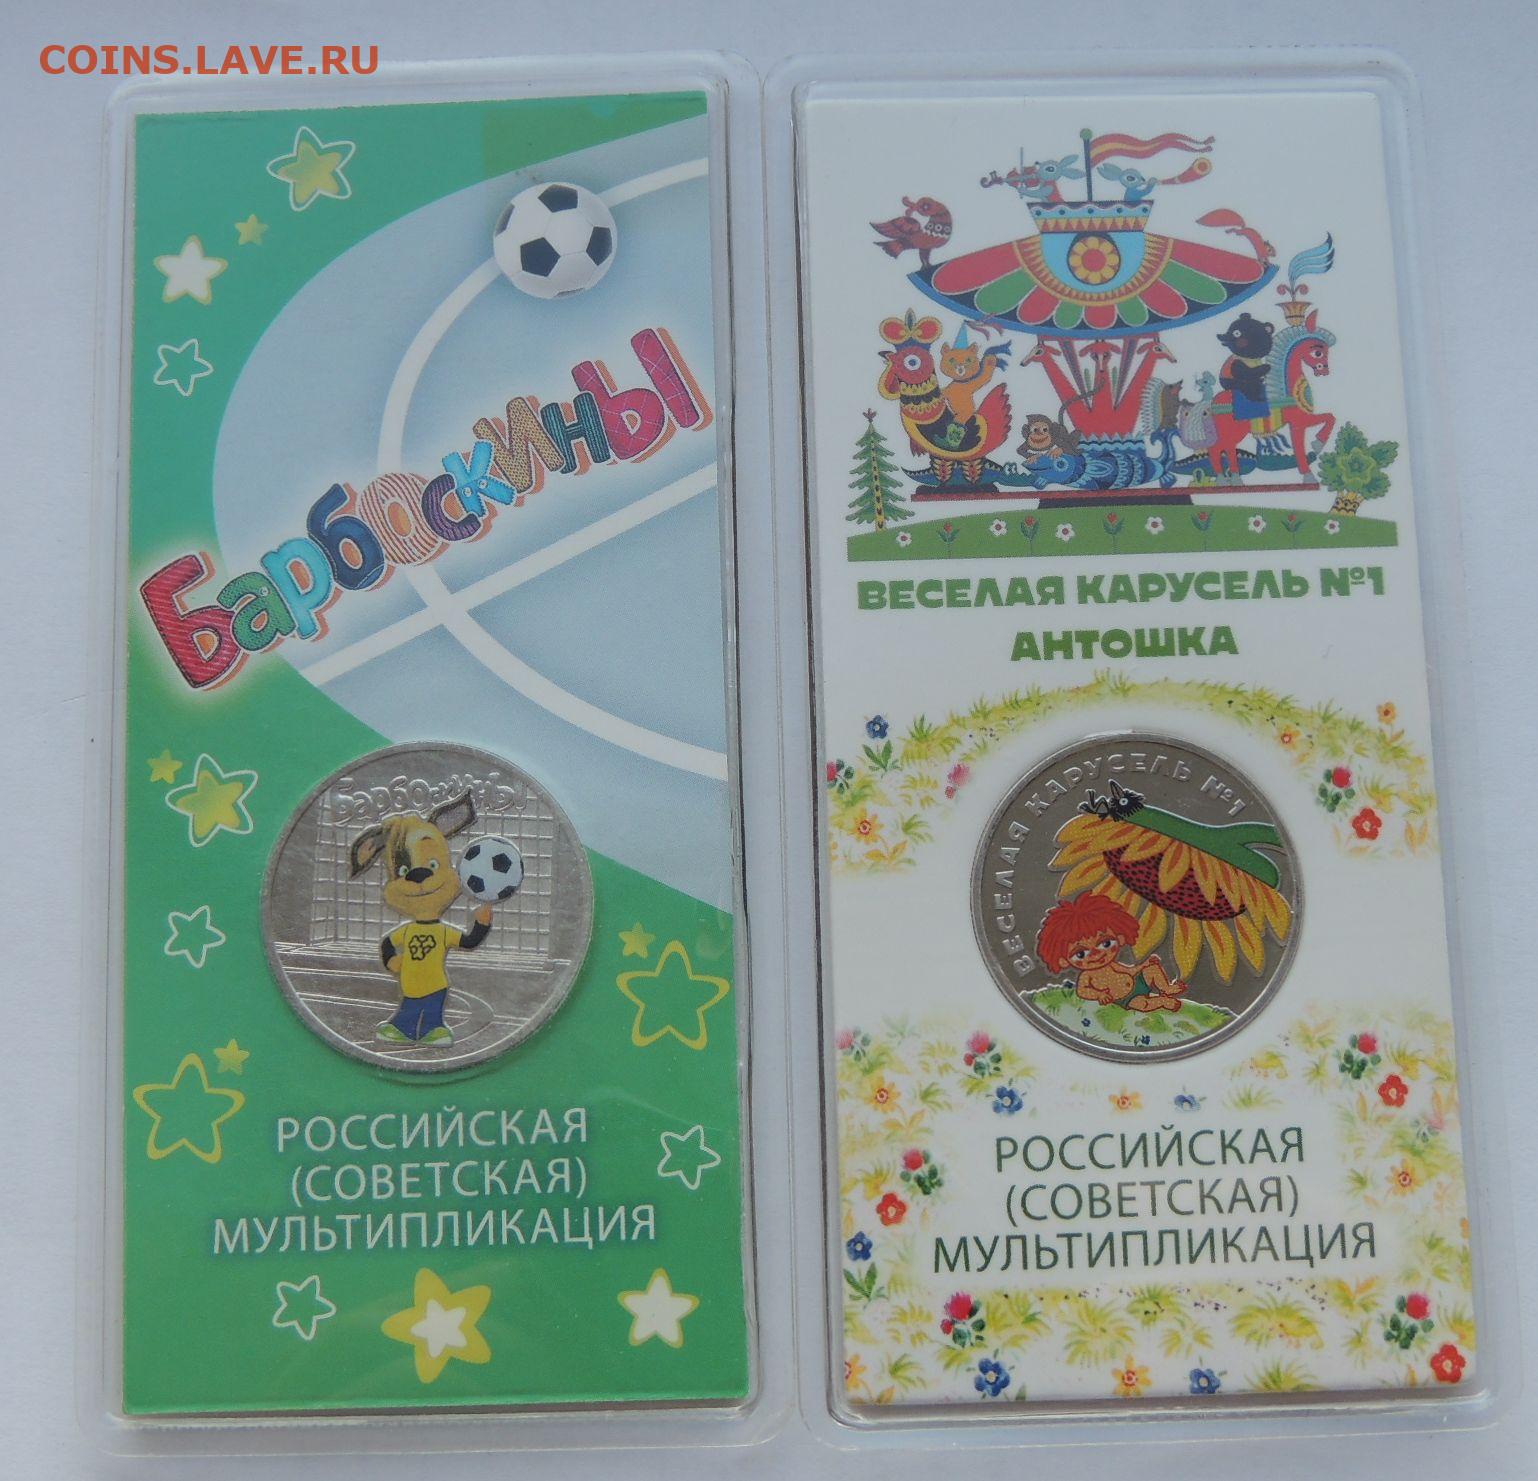 COINS.LAVE.RU
Барбоскины
Барбоскины
РОССИЙСКАЯ
(СОВЕТСКАЯ)
МУЛЬТИПЛИКАЦИЯ
ВЕСЕЛАЯ КАРУСЕЛЬ №1
АНТОШКА
ВЕСЕЛАЯ КАРУСЕЛЬ №1
РОССИЙСКАЯ
(СОВЕТСКАЯ)
МУЛЬТИПЛИКАЦИЯ